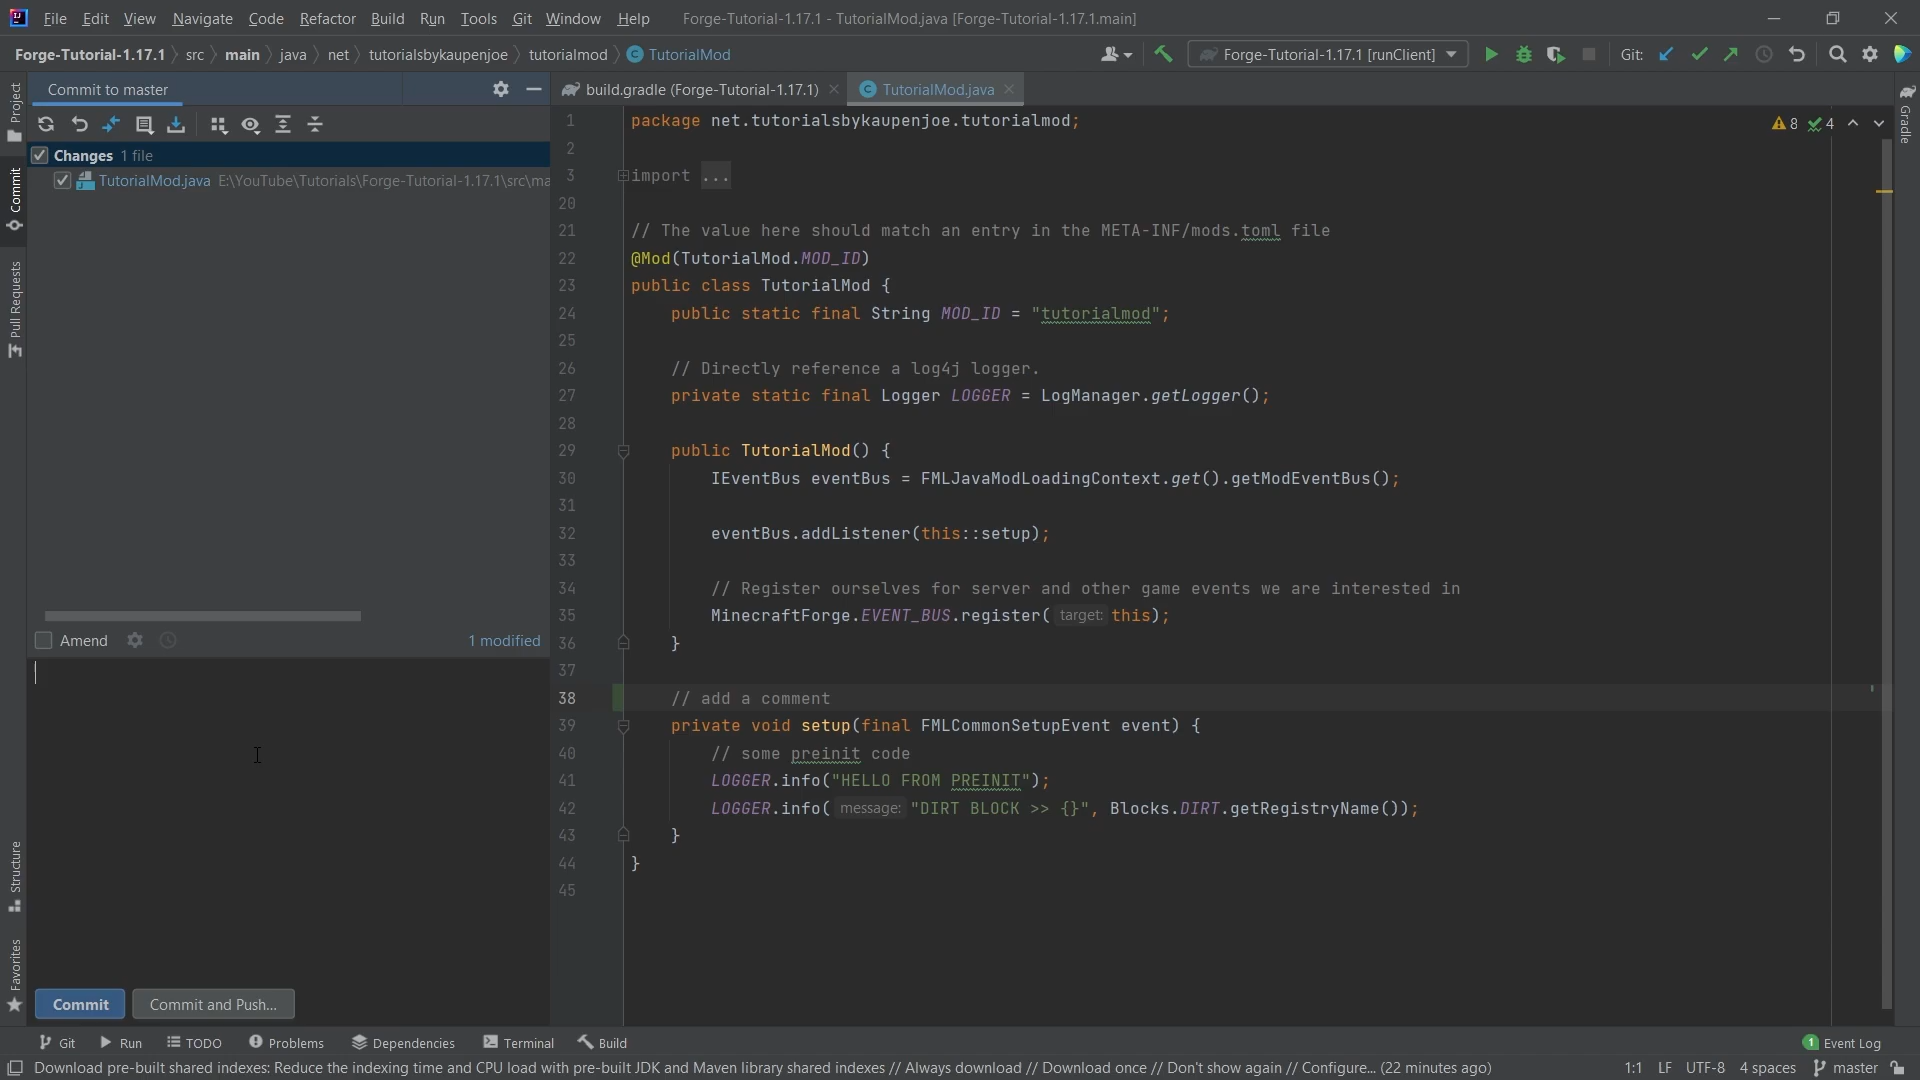 File Edit View Navigate Code Refactor Build Run Tools Git Window Help Forge-Tutorial-1.17.1 - TutorialMod.java [Forge-Tutorial-1.17.1.main]
Forge-Tutorial-1.17.1 src main java net tutorialsbykaupenjoe tutorialmod TutorialMod Forge-Tutorial-1.17.1 [runClient] Git:
Commit to master
build.gradle (Forge-Tutorial-1.17.1) TutorialMod.java
Project
Commit
Pull Requests
Structure
Favorites
Changes 1 file
TutorialMod.java E:\YouTube\Tutorials\Forge-Tutorial-1.17.1\src\ma
Amend 1 modified
Commit Commit and Push...
8 4
Gradle
1 package net.tutorialsbykaupenjoe.tutorialmod;
2
3 import ...
20
21 // The value here should match an entry in the META-INF/mods.toml file
22 @Mod(TutorialMod.MOD_ID)
23 public class TutorialMod {
24 public static final String MOD_ID = "tutorialmod";
25
26 // Directly reference a log4j logger.
27 private static final Logger LOGGER = LogManager.getLogger();
28
29 public TutorialMod() {
30 IEventBus eventBus = FMLJavaModLoadingContext.get().getModEventBus();
31
32 eventBus.addListener(this::setup);
33
34 // Register ourselves for server and other game events we are interested in
35 MinecraftForge.EVENT_BUS.register( target: this);
36 }
37
38 // add a comment
39 private void setup(final FMLCommonSetupEvent event) {
40 // some preinit code
41 LOGGER.info("HELLO FROM PREINIT");
42 LOGGER.info( message: "DIRT BLOCK >> {}", Blocks.DIRT.getRegistryName());
43 }
44 }
45
Git Run TODO Problems Dependencies Terminal Build 1 Event Log
Download pre-built shared indexes: Reduce the indexing time and CPU load with pre-built JDK and Maven library shared indexes // Always download // Download once // Don't show again // Configure... (22 minutes ago) 1:1 LF UTF-8 4 spaces master